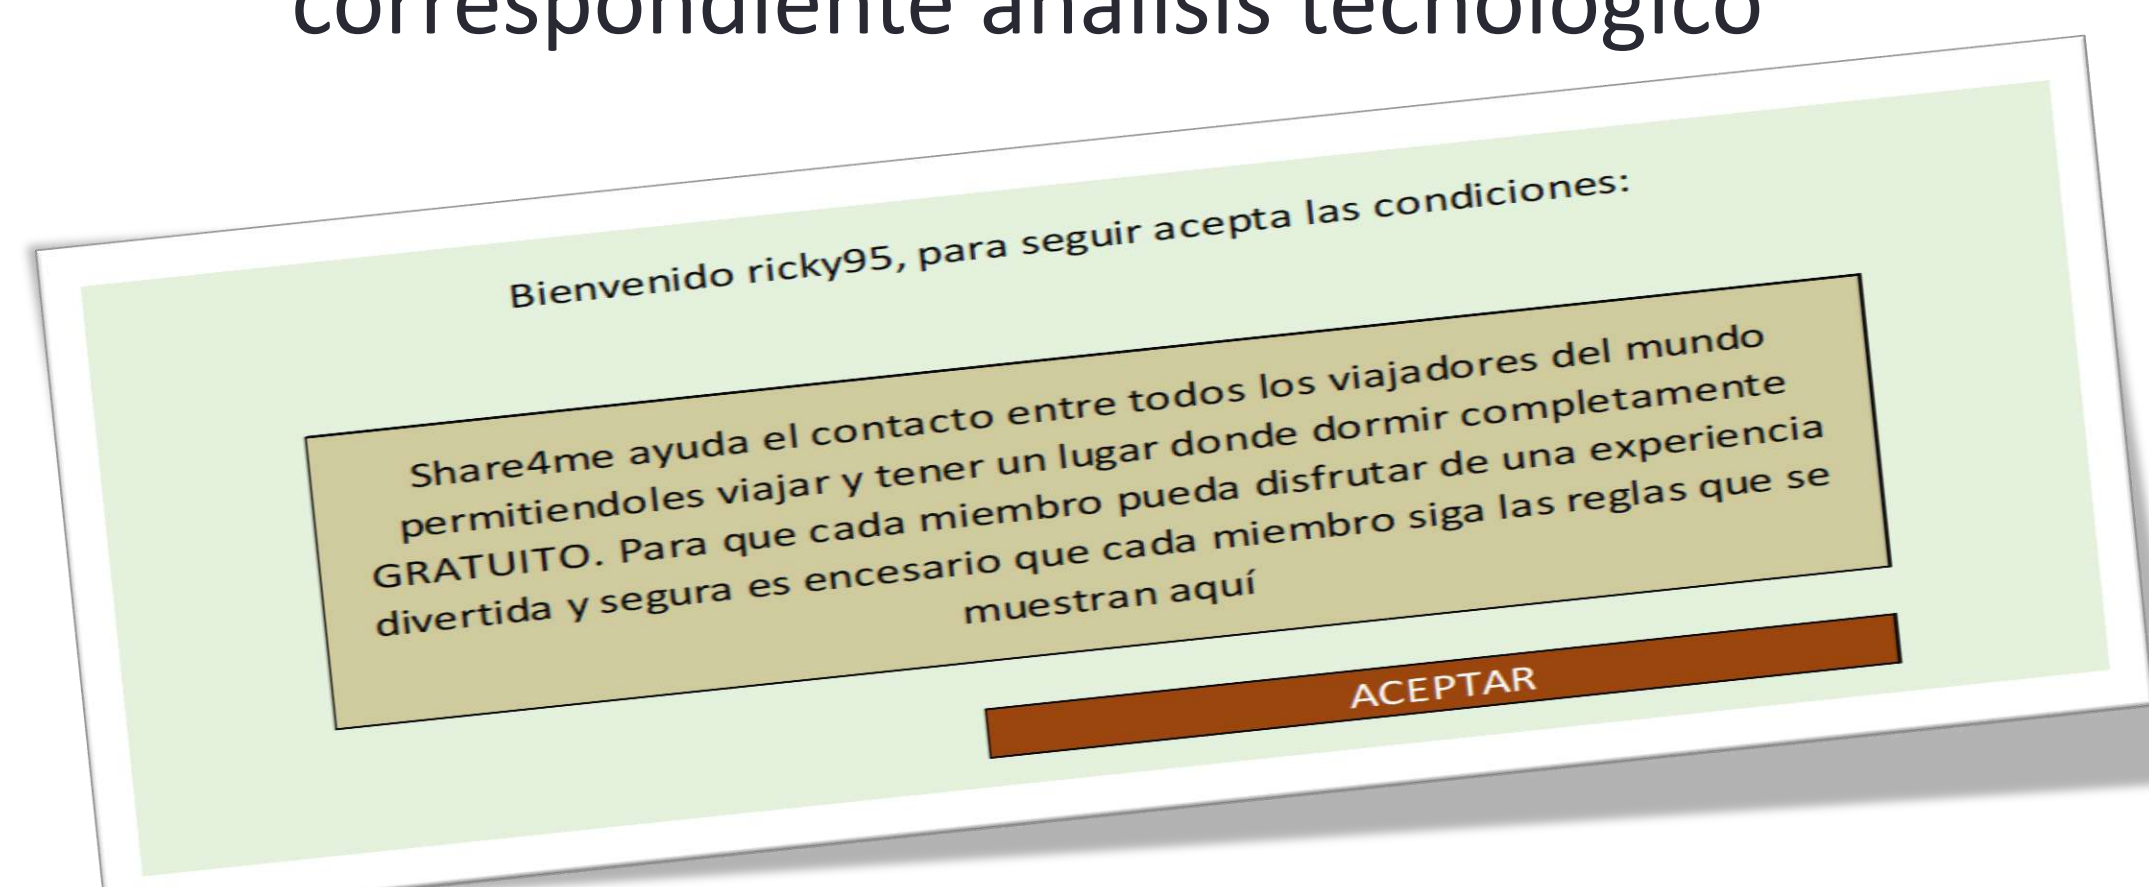 correspondiente análisis tecnológico
Bienvenido ricky95, para seguir acepta las condiciones:
Share4me ayuda el contacto entre todos los viajadores del mundo
permitiendoles viajar y tener un lugar donde dormir completamente
GRATUITO. Para que cada miembro pueda disfrutar de una experiencia
divertida y segura es encesario que cada miembro siga las reglas que se
muestran aquí
ACEPTAR